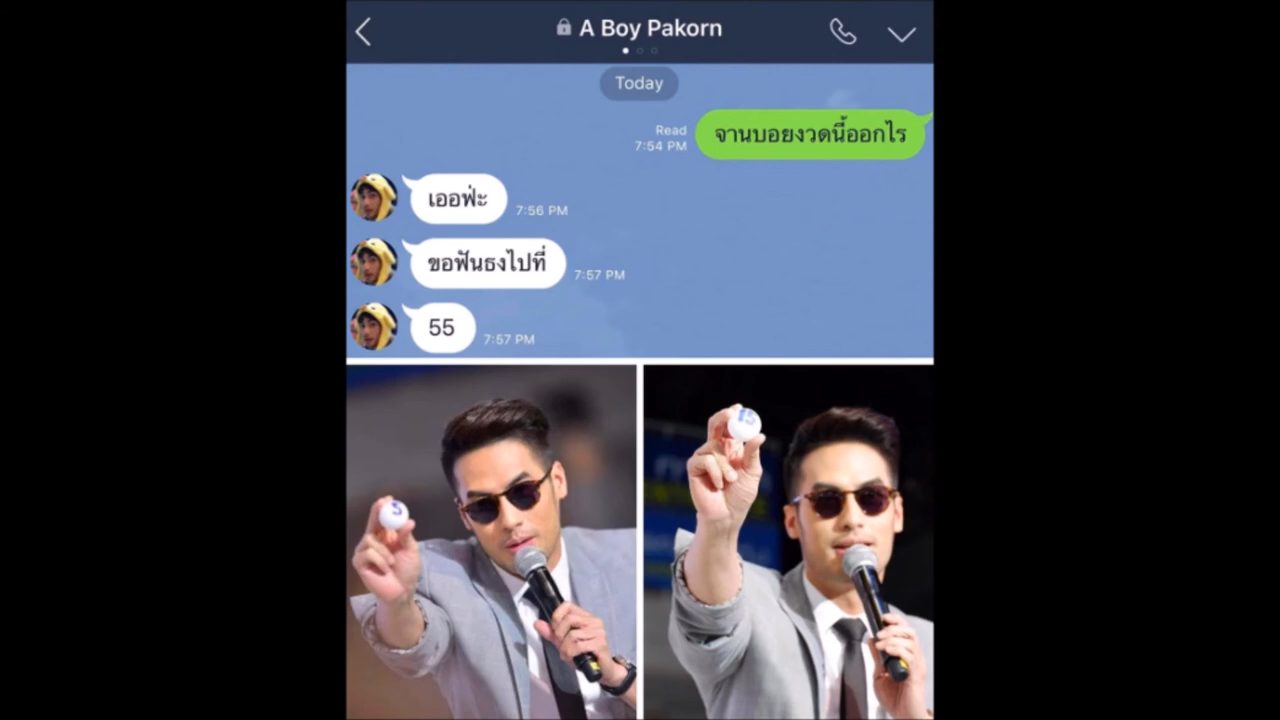 A Boy Pakorn
Today
จานบอยงวดนี้ออกไร
Read
7:54 PM
เออฟ่ะ
7:56 PM
ขอฟันธงไปที่
7:57 PM
55
7:57 PM
5
15